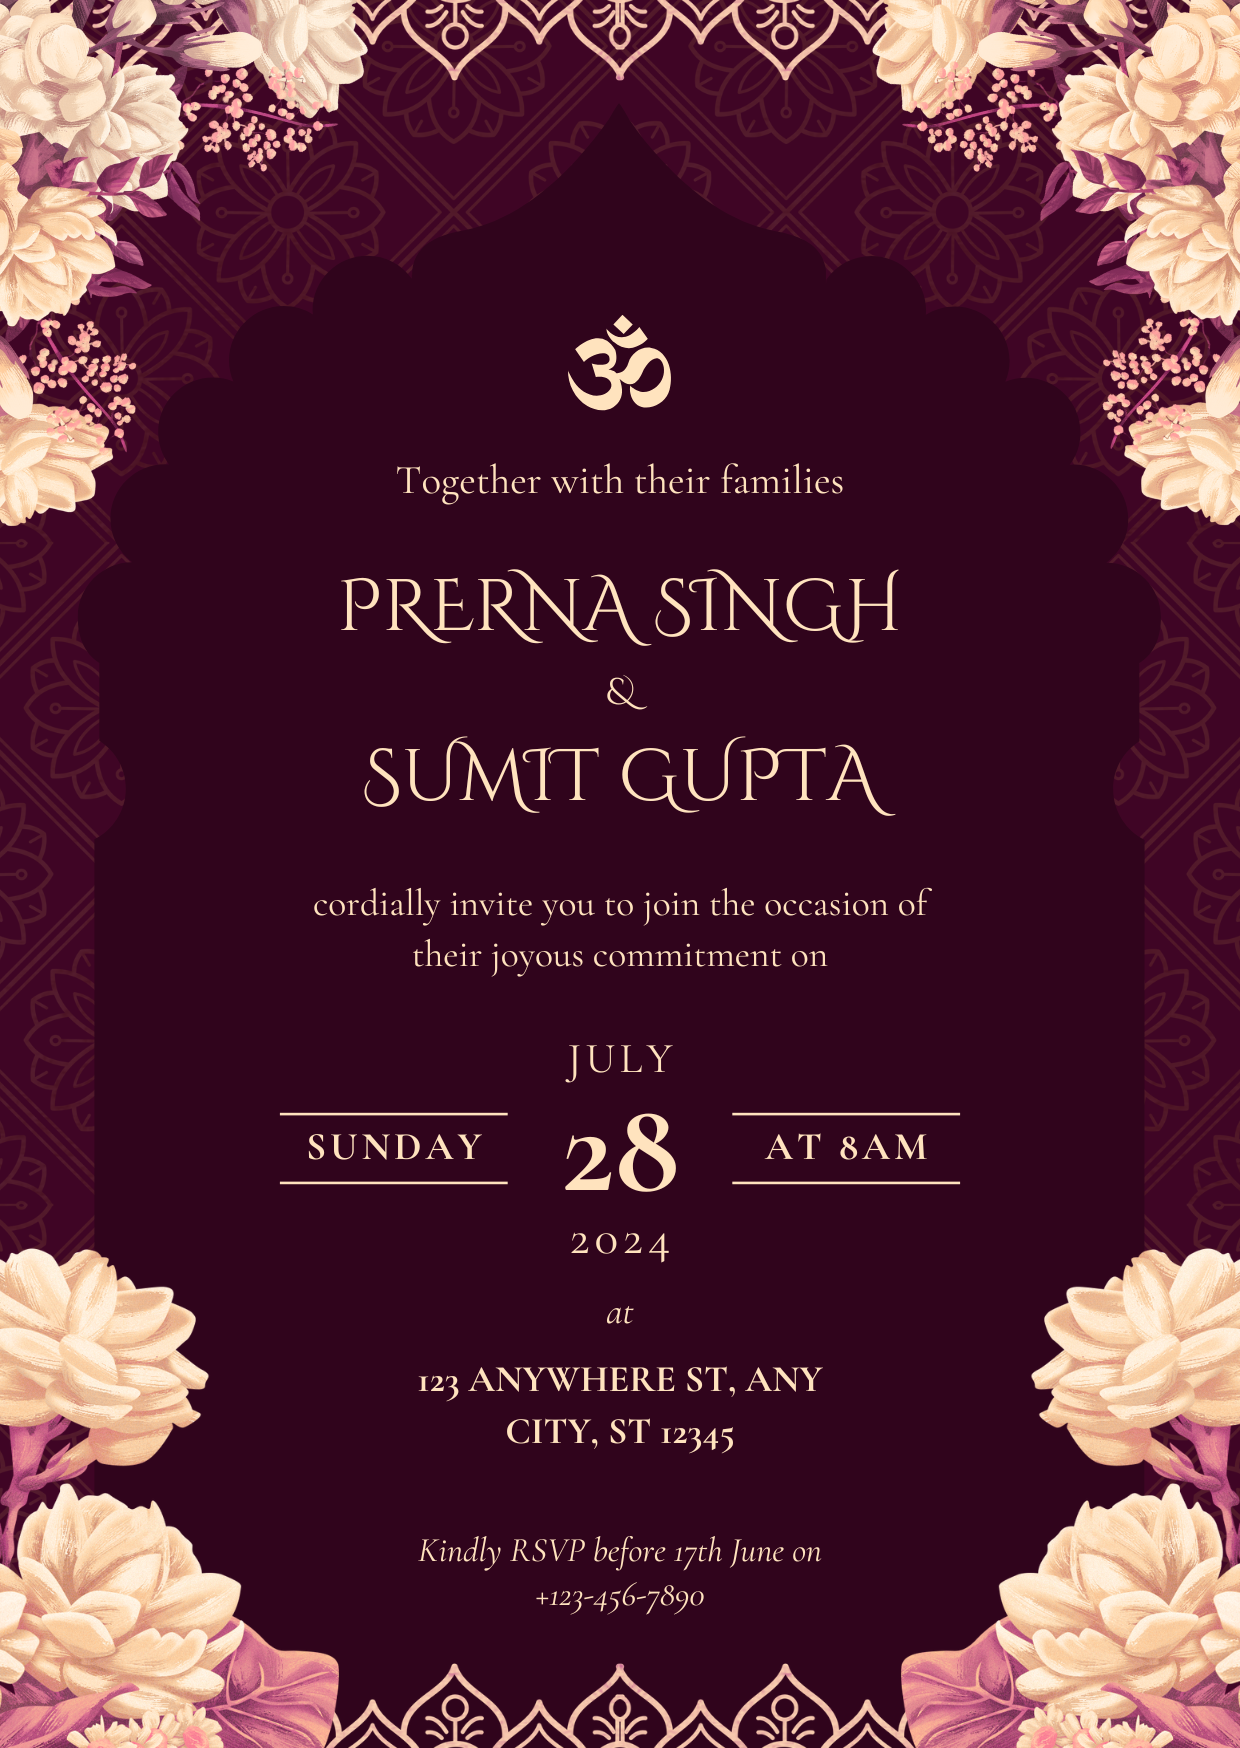 ॐ
Together with their families
PRERNA SINGH
&
SUMIT GUPTA
cordially invite you to join the occasion of
their joyous commitment on
JULY
SUNDAY 28 AT 8AM
2024
at
123 ANYWHERE ST, ANY
CITY, ST 12345
Kindly RSVP before 17th June on
+123-456-7890